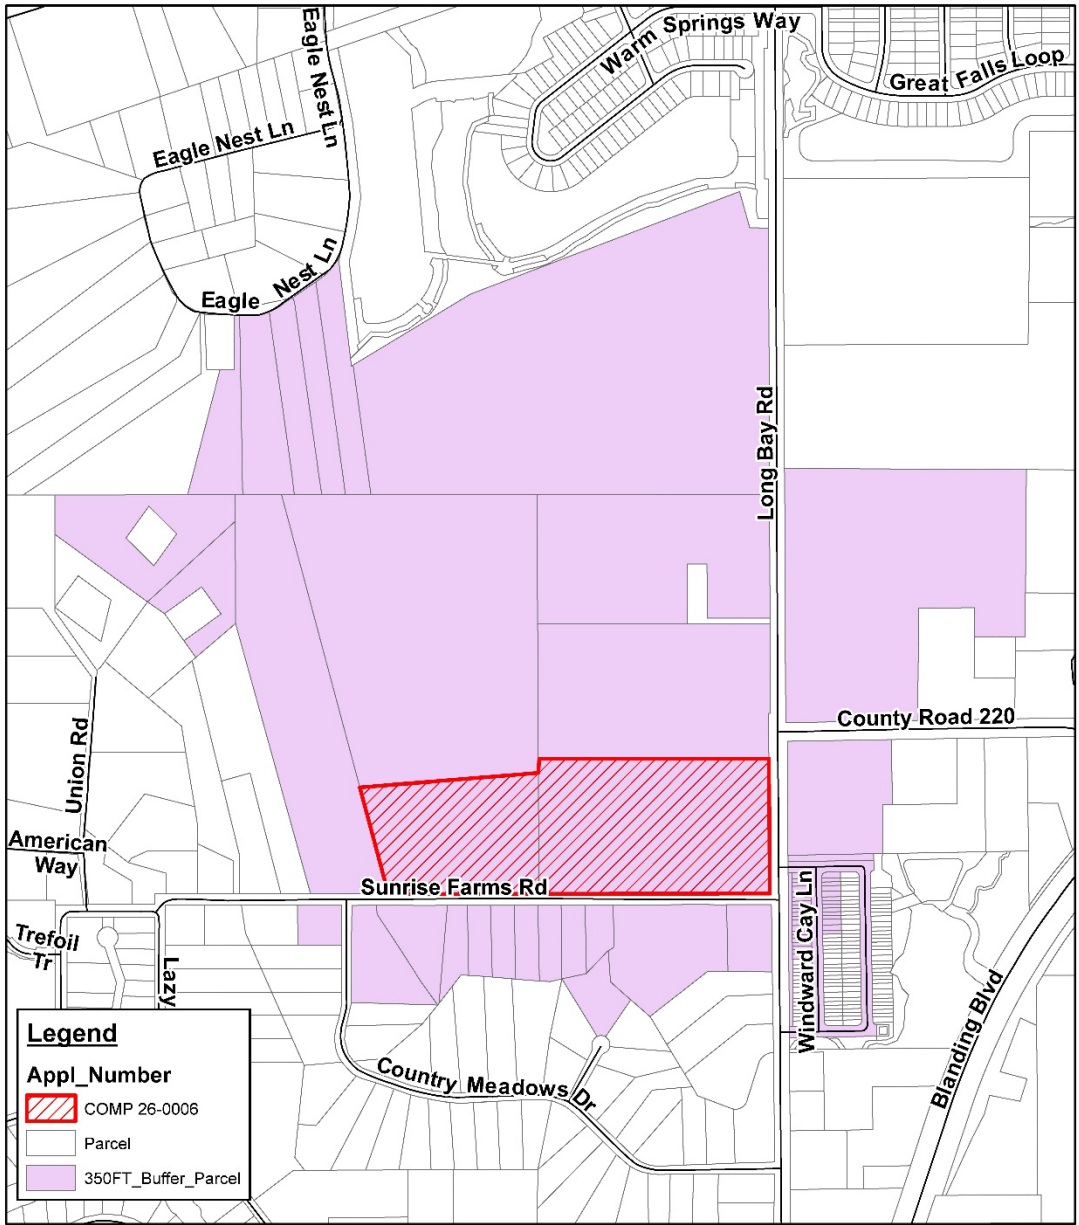 Warm Springs Way
Great Falls Loop
Eagle Nest Ln
Eagle Nest Ln
Eagle Nest Ln
Long Bay Rd
County Road 220
Union Rd
American
Way
Sunrise Farms Rd
Windward Cay Ln
Trefoil
Tr
Lazy
Blanding Blvd
Country Meadows Dr
Legend
Appl_Number
COMP 26-0006
Parcel
350FT_Buffer_Parcel